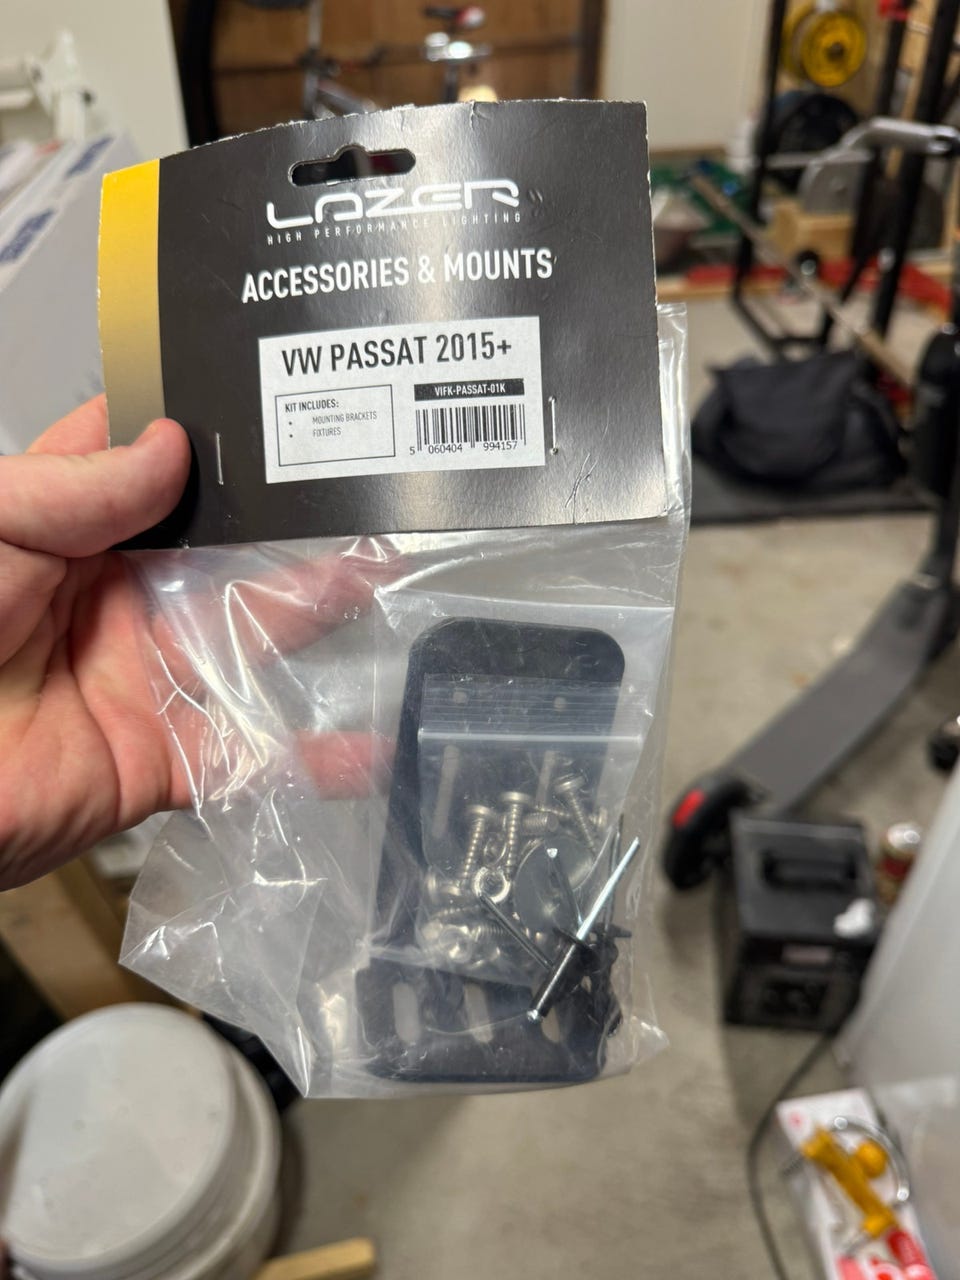 LAZER
HIGH PERFORMANCE LIGHTING
ACCESSORIES & MOUNTS
VW PASSAT 2015+
KIT INCLUDES:
• MOUNTING BRACKETS
• FIXTURES
VIFK-PASSAT-01K
5 060404 994157